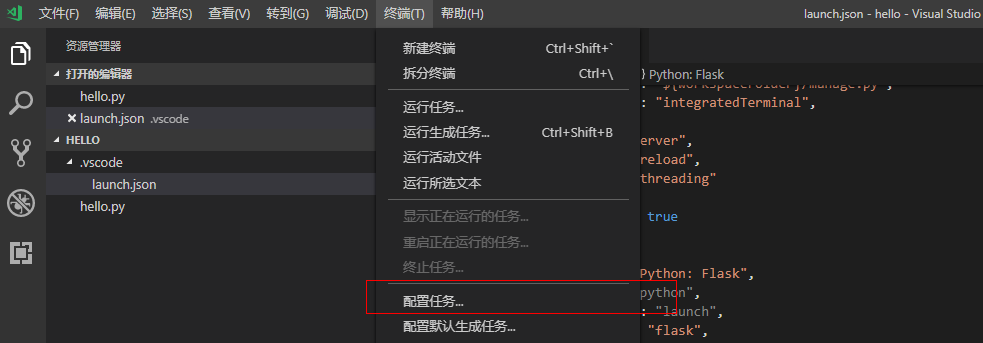 文件(F) 编辑(E) 选择(S) 查看(V) 转到(G) 调试(D) 终端(T) 帮助(H) launch.json - hello - Visual Studio
资源管理器
打开的编辑器
hello.py
launch.json .vscode
HELLO
.vscode
launch.json
hello.py
新建终端 Ctrl+Shift+`
拆分终端 Ctrl+\
运行任务...
运行生成任务... Ctrl+Shift+B
运行活动文件
运行所选文本
显示正在运行的任务...
重启正在运行的任务...
终止任务...
配置任务...
配置默认生成任务...
} Python: Flask
: "${workspaceFolder}/manage.py",
: "integratedTerminal",
erver",
reload",
threading"
true
Python: Flask",
python",
: "launch",
"flask",